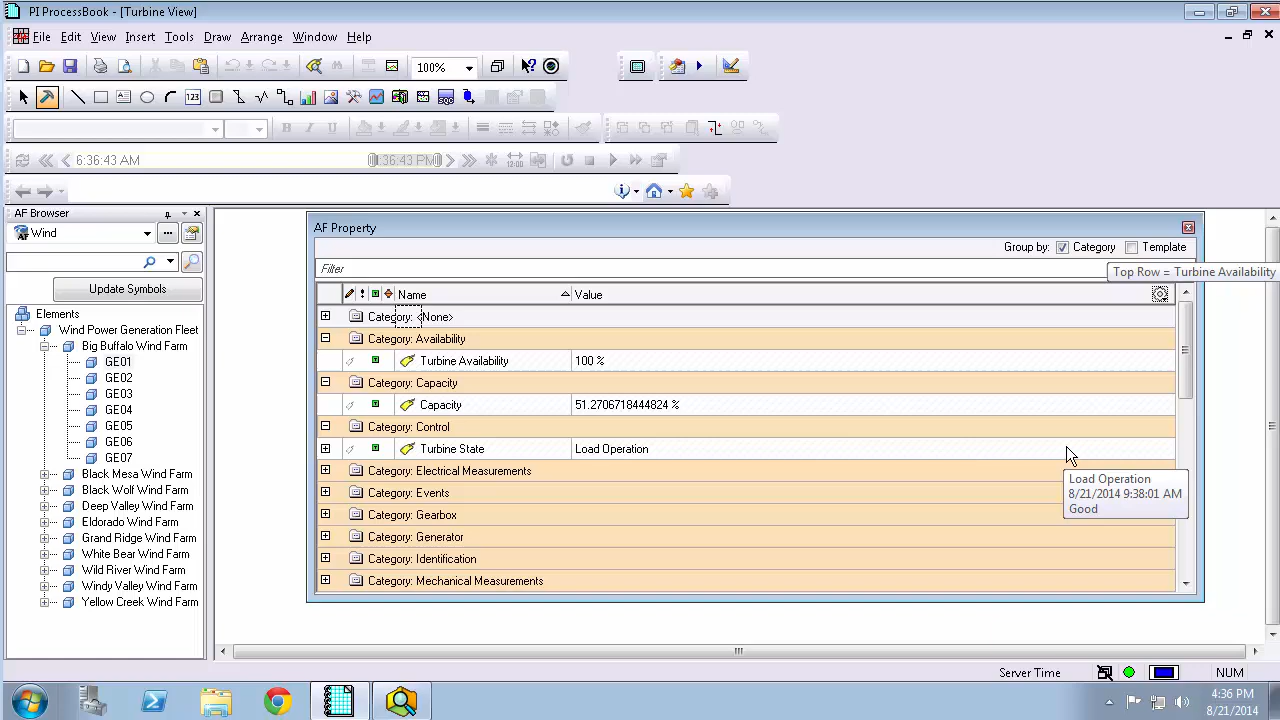 PI ProcessBook - [Turbine View]
File Edit View Insert Tools Draw Arrange Window Help
100%
123
B I U
12:00
6:36:43 AM
:36:43 PM
AF Browser
Wind
Update Symbols
Elements
Wind Power Generation Fleet
Big Buffalo Wind Farm
GE01
GE02
GE03
GE04
GE05
GE06
GE07
Black Mesa Wind Farm
Black Wolf Wind Farm
Deep Valley Wind Farm
Eldorado Wind Farm
Grand Ridge Wind Farm
White Bear Wind Farm
Wild River Wind Farm
Windy Valley Wind Farm
Yellow Creek Wind Farm
AF Property
Group by: Category Template
Filter
Top Row = Turbine Availability
Name Value
Category: <None>
Category: Availability
Turbine Availability 100 %
Category: Capacity
Capacity 51.2706718444824 %
Category: Control
Turbine State Load Operation
Category: Electrical Measurements
Category: Events
Category: Gearbox
Category: Generator
Category: Identification
Category: Mechanical Measurements
Load Operation
8/21/2014 9:38:01 AM
Good
Server Time
NUM
4:36 PM
8/21/2014